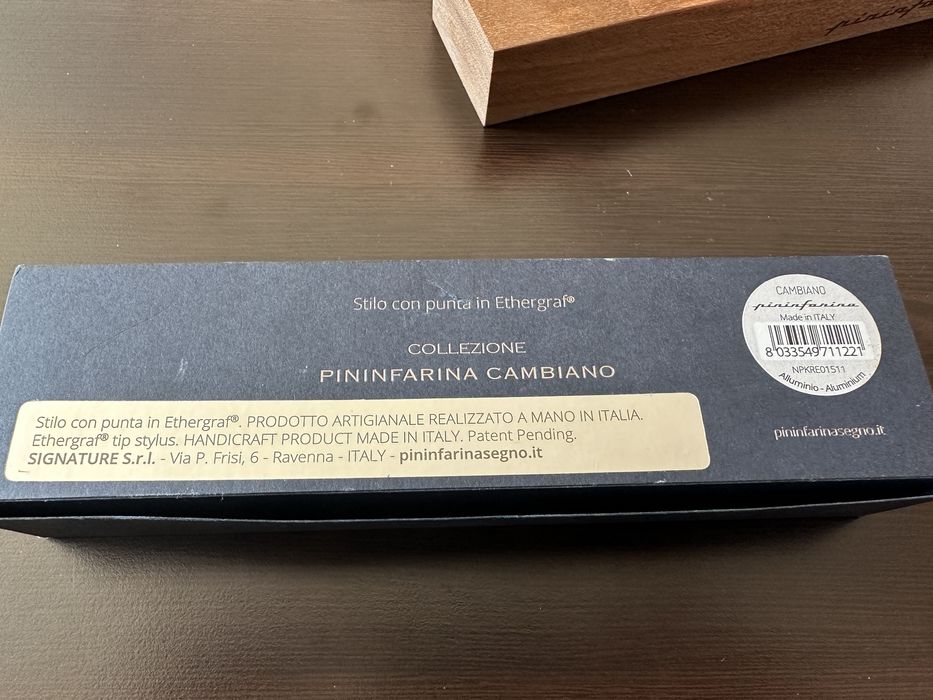 pininfa
Stilo con punta in Ethergraf®
COLLEZIONE
PININFARINA CAMBIANO
CAMBIANO
pininfarina
Made in ITALY
8 033549 711221
NPKRE01511
Alluminio - Aluminium
pininfarinasegno.it
Stilo con punta in Ethergraf®. PRODOTTO ARTIGIANALE REALIZZATO A MANO IN ITALIA.
Ethergraf® tip stylus. HANDICRAFT PRODUCT MADE IN ITALY. Patent Pending.
SIGNATURE S.r.l. - Via P. Frisi, 6 - Ravenna - ITALY - pininfarinasegno.it